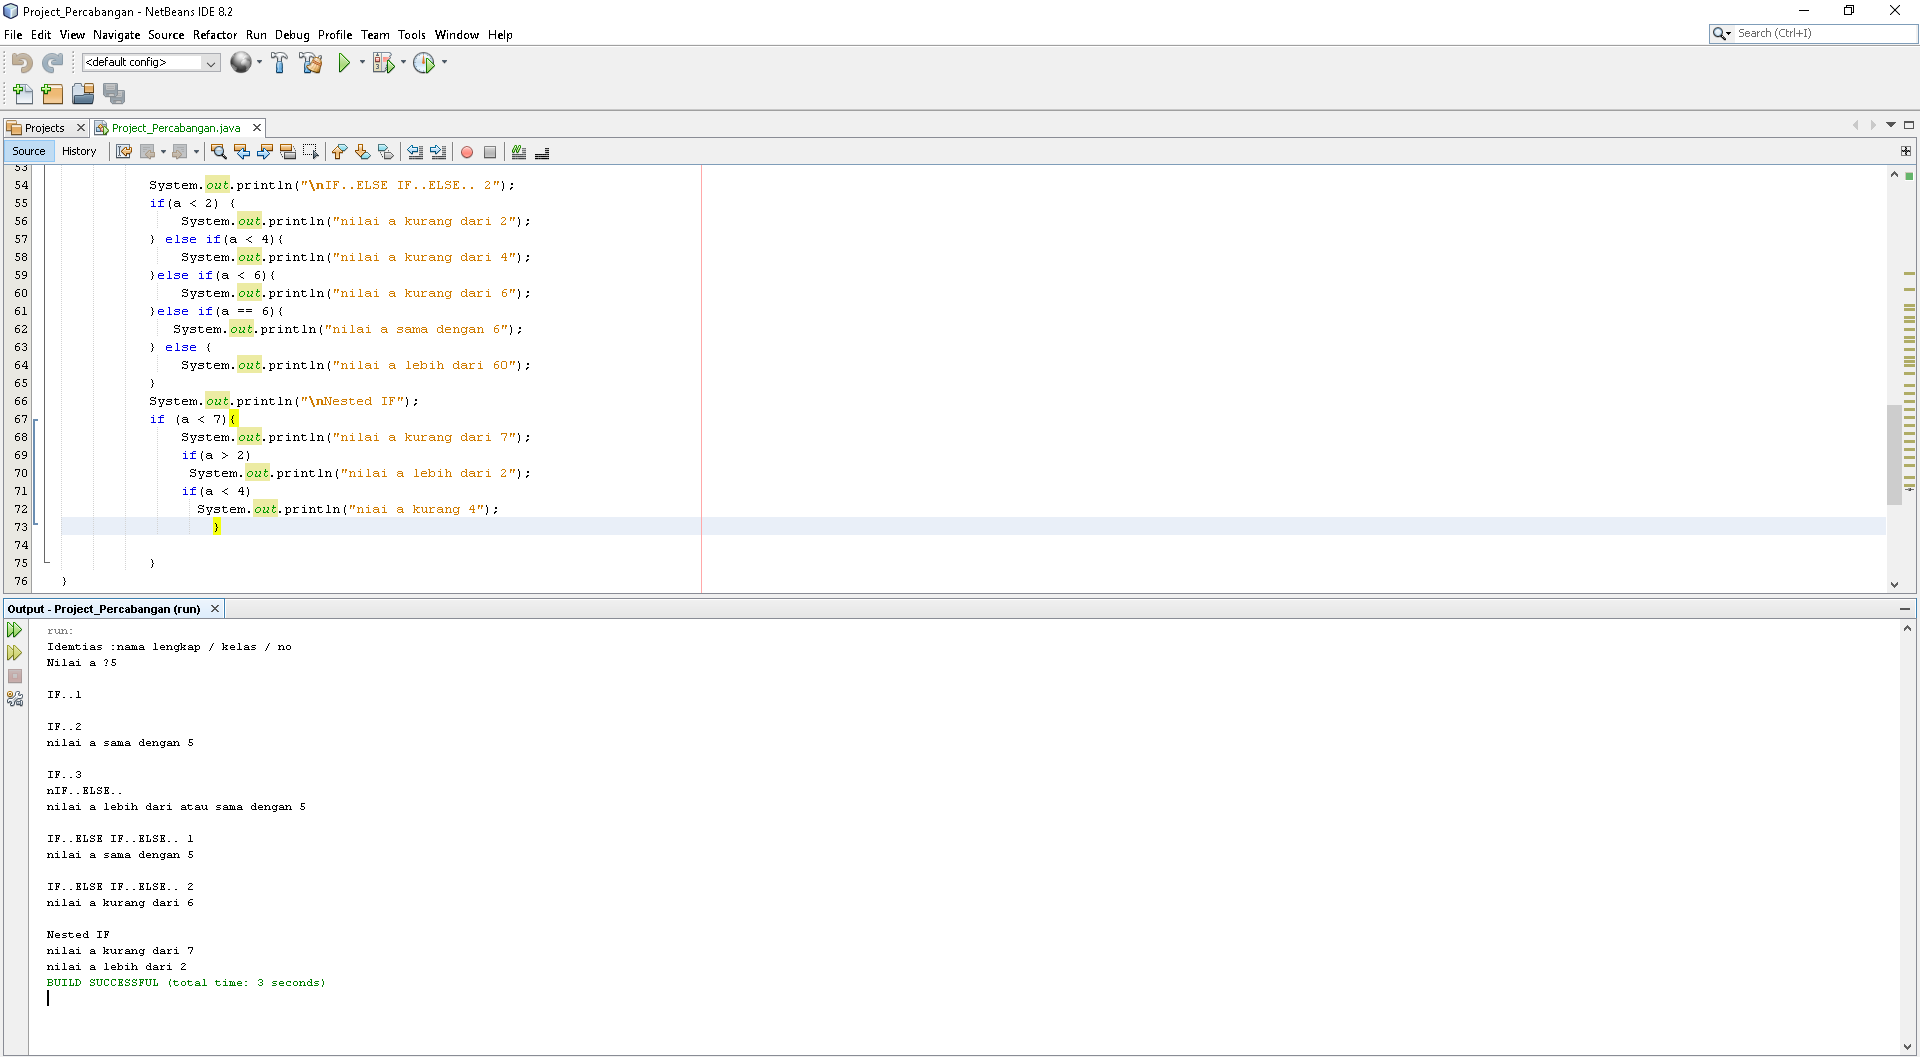 Project_Percabangan - NetBeans IDE 8.2
File Edit View Navigate Source Refactor Run Debug Profile Team Tools Window Help
Search (Ctrl+I)
<default config>
Projects
Project_Percabangan.java
Source History
53
54 System.out.println("\nIF..ELSE IF..ELSE.. 2");
55 if(a < 2) {
56 System.out.println("nilai a kurang dari 2");
57 } else if(a < 4){
58 System.out.println("nilai a kurang dari 4");
59 }else if(a < 6){
60 System.out.println("nilai a kurang dari 6");
61 }else if(a == 6){
62 System.out.println("nilai a sama dengan 6");
63 } else {
64 System.out.println("nilai a lebih dari 60");
65 }
66 System.out.println("\nNested IF");
67 if (a < 7){
68 System.out.println("nilai a kurang dari 7");
69 if(a > 2)
70 System.out.println("nilai a lebih dari 2");
71 if(a < 4)
72 System.out.println("niai a kurang 4");
73 }
74
75 }
76 }
Output - Project_Percabangan (run)
run:
Idemtias :nama lengkap / kelas / no
Nilai a ?5
IF..1
IF..2
nilai a sama dengan 5
IF..3
nIF..ELSE..
nilai a lebih dari atau sama dengan 5
IF..ELSE IF..ELSE.. 1
nilai a sama dengan 5
IF..ELSE IF..ELSE.. 2
nilai a kurang dari 6
Nested IF
nilai a kurang dari 7
nilai a lebih dari 2
BUILD SUCCESSFUL (total time: 3 seconds)